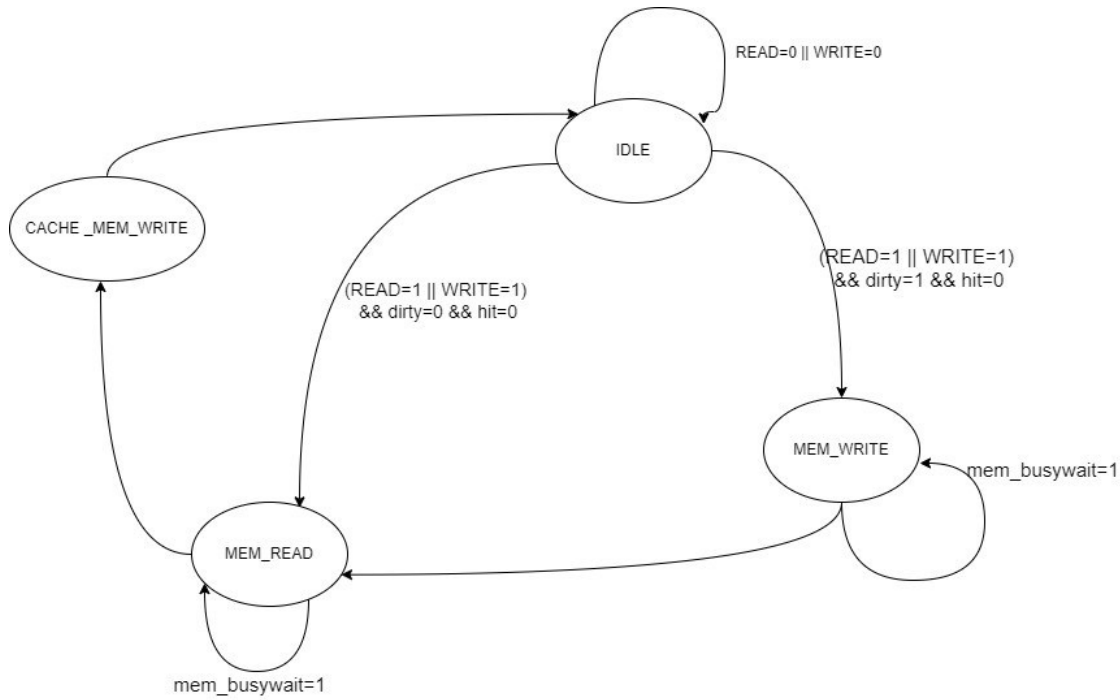 READ=0 || WRITE=0
IDLE
CACHE _MEM_WRITE
(READ=1 || WRITE=1)
&& dirty=1 && hit=0
(READ=1 || WRITE=1)
&& dirty=0 && hit=0
MEM_WRITE
mem_busywait=1
MEM_READ
mem_busywait=1